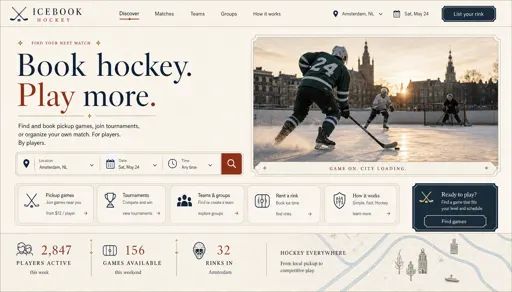 ICEBOOK
HOCKEY
Discover
Matches
Teams
Groups
How it works
Amsterdam, NL
Sat, May 24
List your rink
FIND YOUR NEXT MATCH
Book hockey.
Play more.
Find and book pickup games, join tournaments,
or organize your own match. For players.
By players.
Location
Amsterdam, NL
Date
Sat, May 24
Time
Any time
24
GAME ON. CITY LOADING.
Pickup games
Join games near you
from $12 / player
Tournaments
Compete and win
view tournaments
Teams & groups
Find or create a team
explore groups
Rent a rink
Book ice time
find rinks
How it works
Simple. Fast. Hockey.
learn more
Ready to play?
Find a game that fits
your level and schedule.
Find games
2,847
PLAYERS ACTIVE
this week
156
GAMES AVAILABLE
this weekend
32
RINKS IN
Amsterdam
HOCKEY EVERYWHERE
From local pickup to
competitive play.